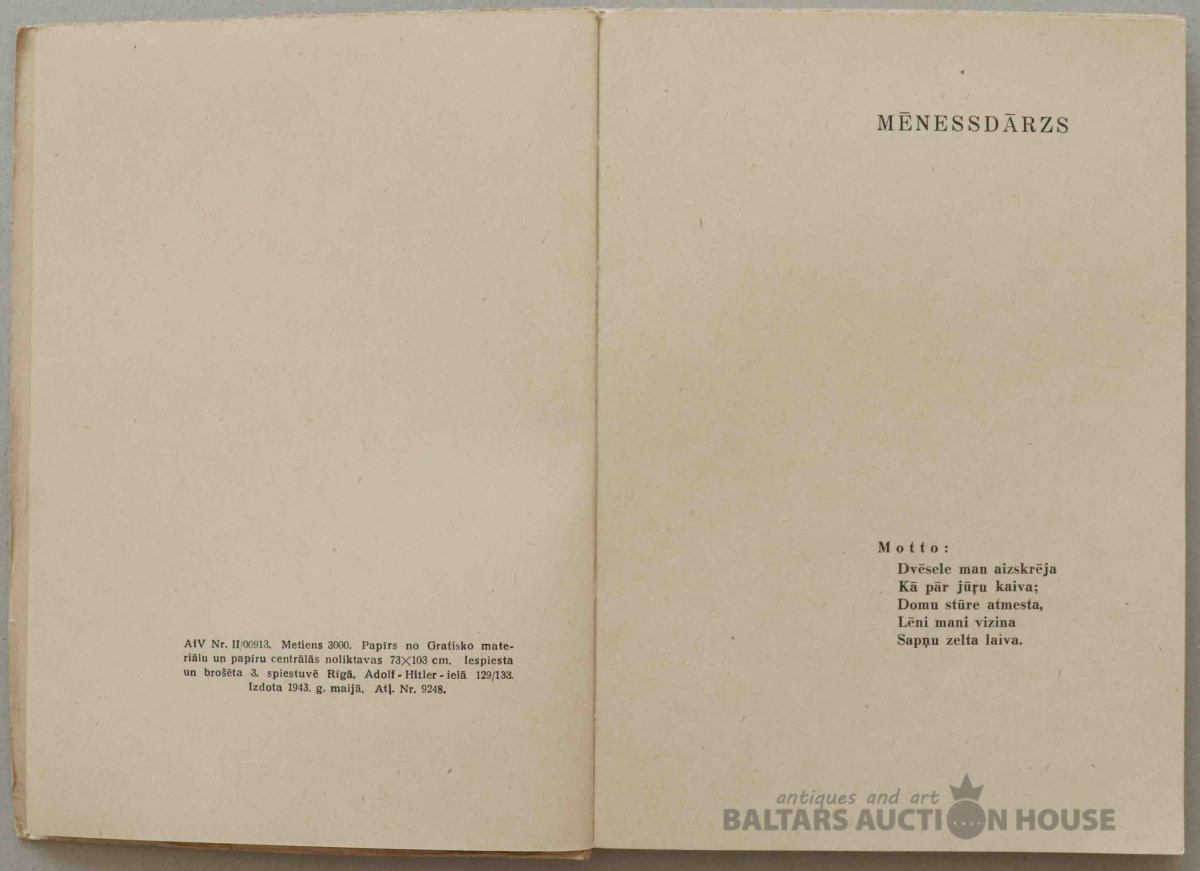 AfV Nr. II/00913. Metiens 3000. Papīrs no Grafisko mate-
riālu un papīru centrālās noliktavas 73×103 cm. Iespiesta
un brošēta 3. spiestuvē Rīgā, Adolf-Hitler-ielā 129/133.
Izdota 1943. g. maijā. Atļ. Nr. 9248.
MĒNESSDĀRZS
Motto:
Dvēsele man aizskrēja
Kā pār jūŗu kaiva;
Domu stūre atmesta,
Lēni mani vizina
Sapņu zelta laiva.
antiques and art
BALTARS AUCTION HOUSE